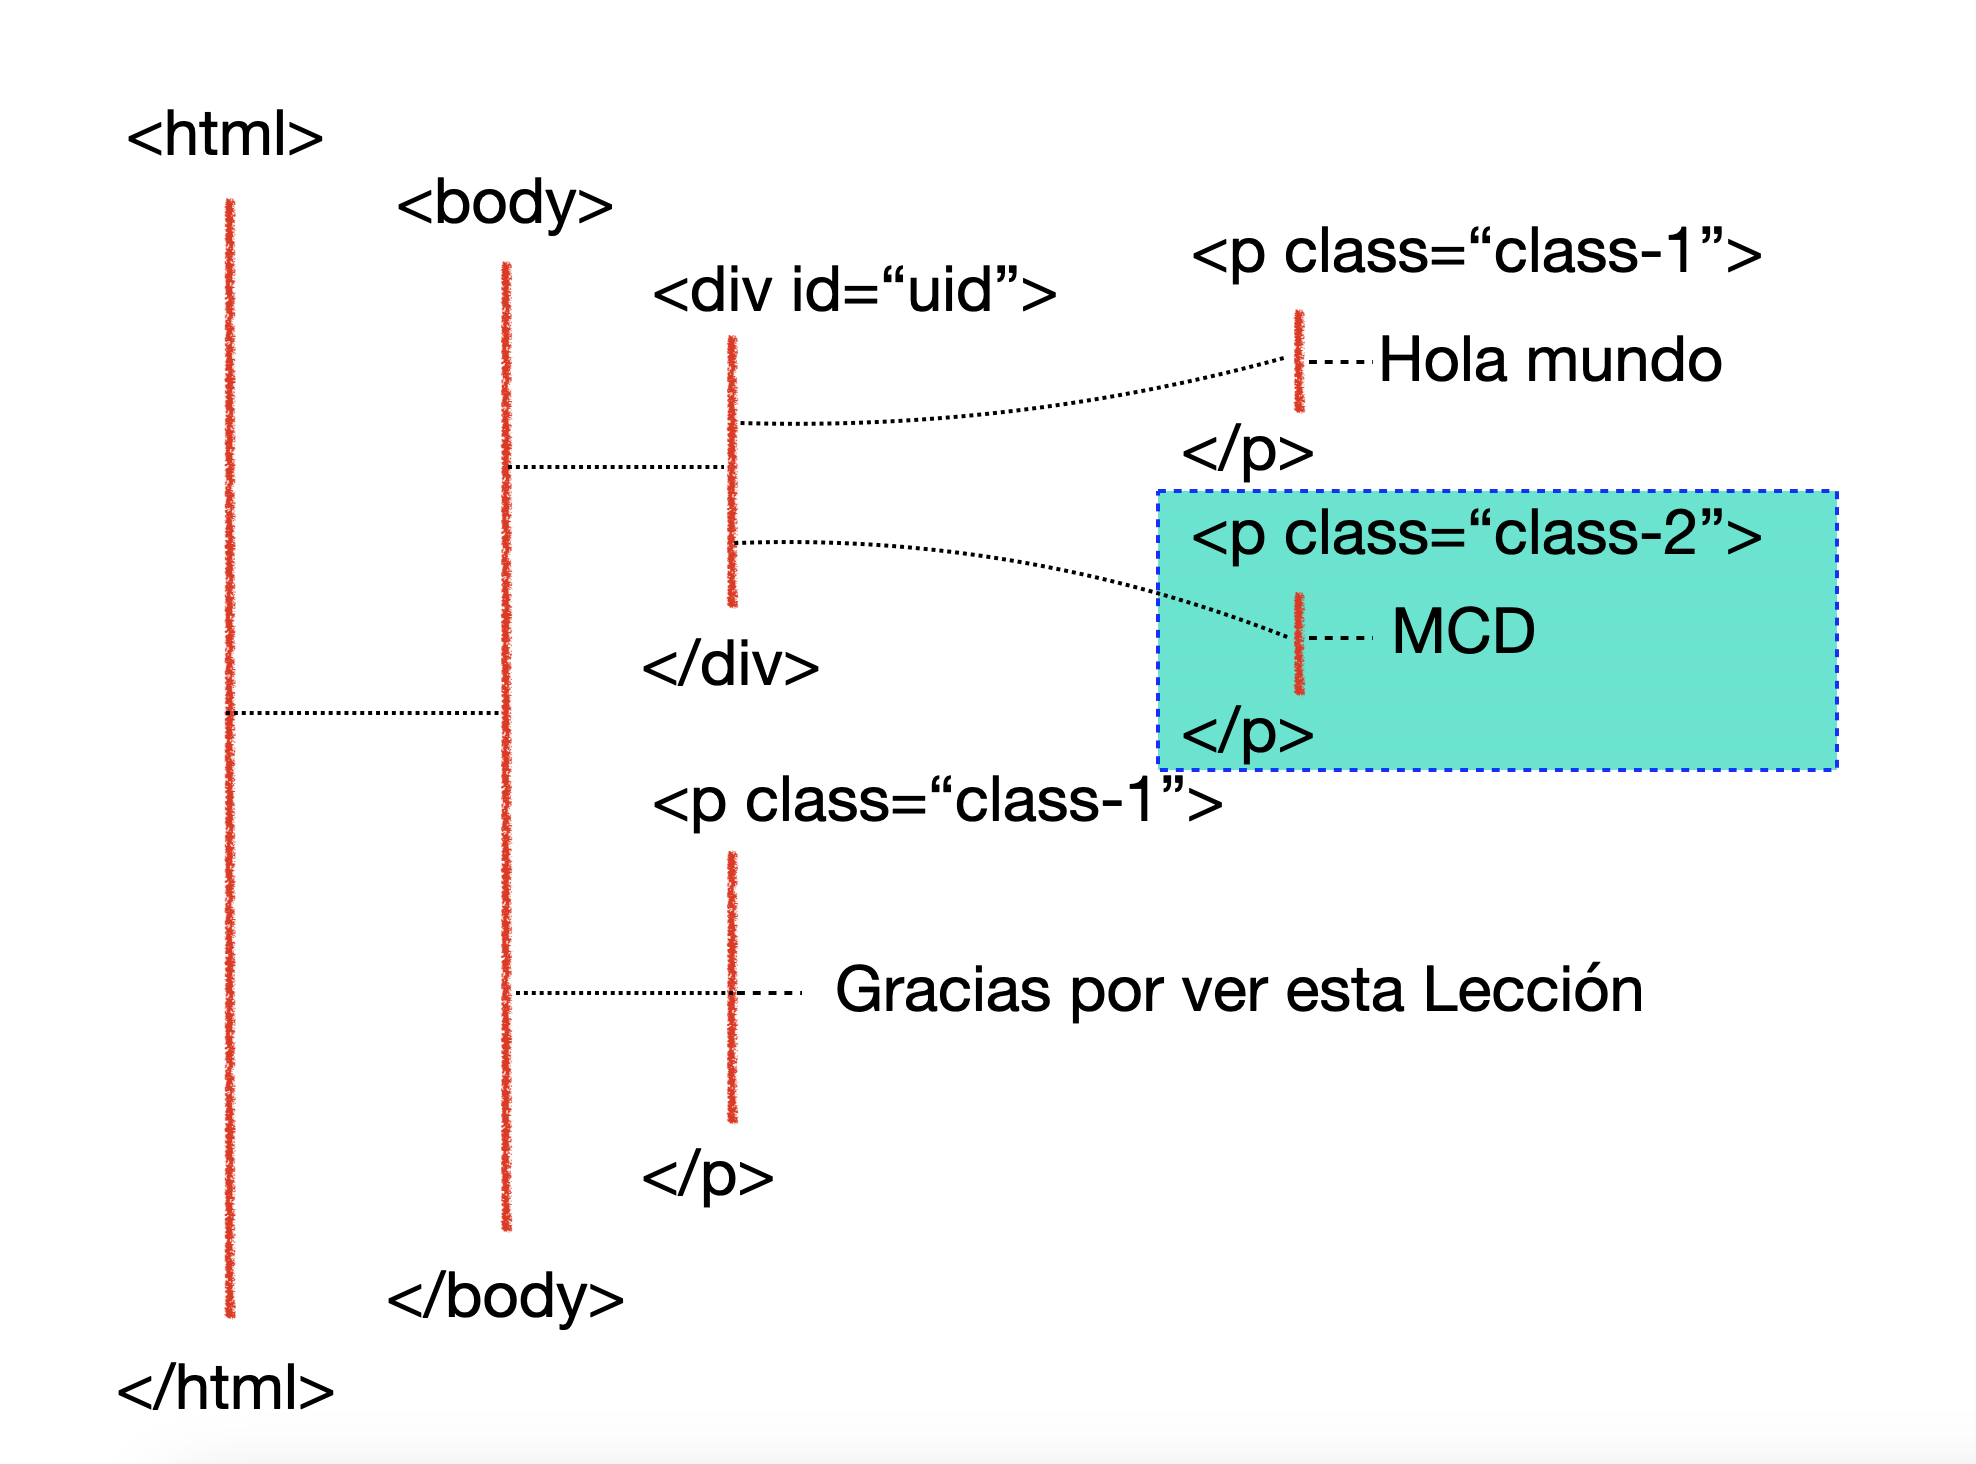 <html>
<body>
<div id=“uid”>
<p class=“class-1”>
Hola mundo
</p>
<p class=“class-2”>
MCD
</p>
</div>
<p class=“class-1”>
Gracias por ver esta Lección
</p>
</body>
</html>